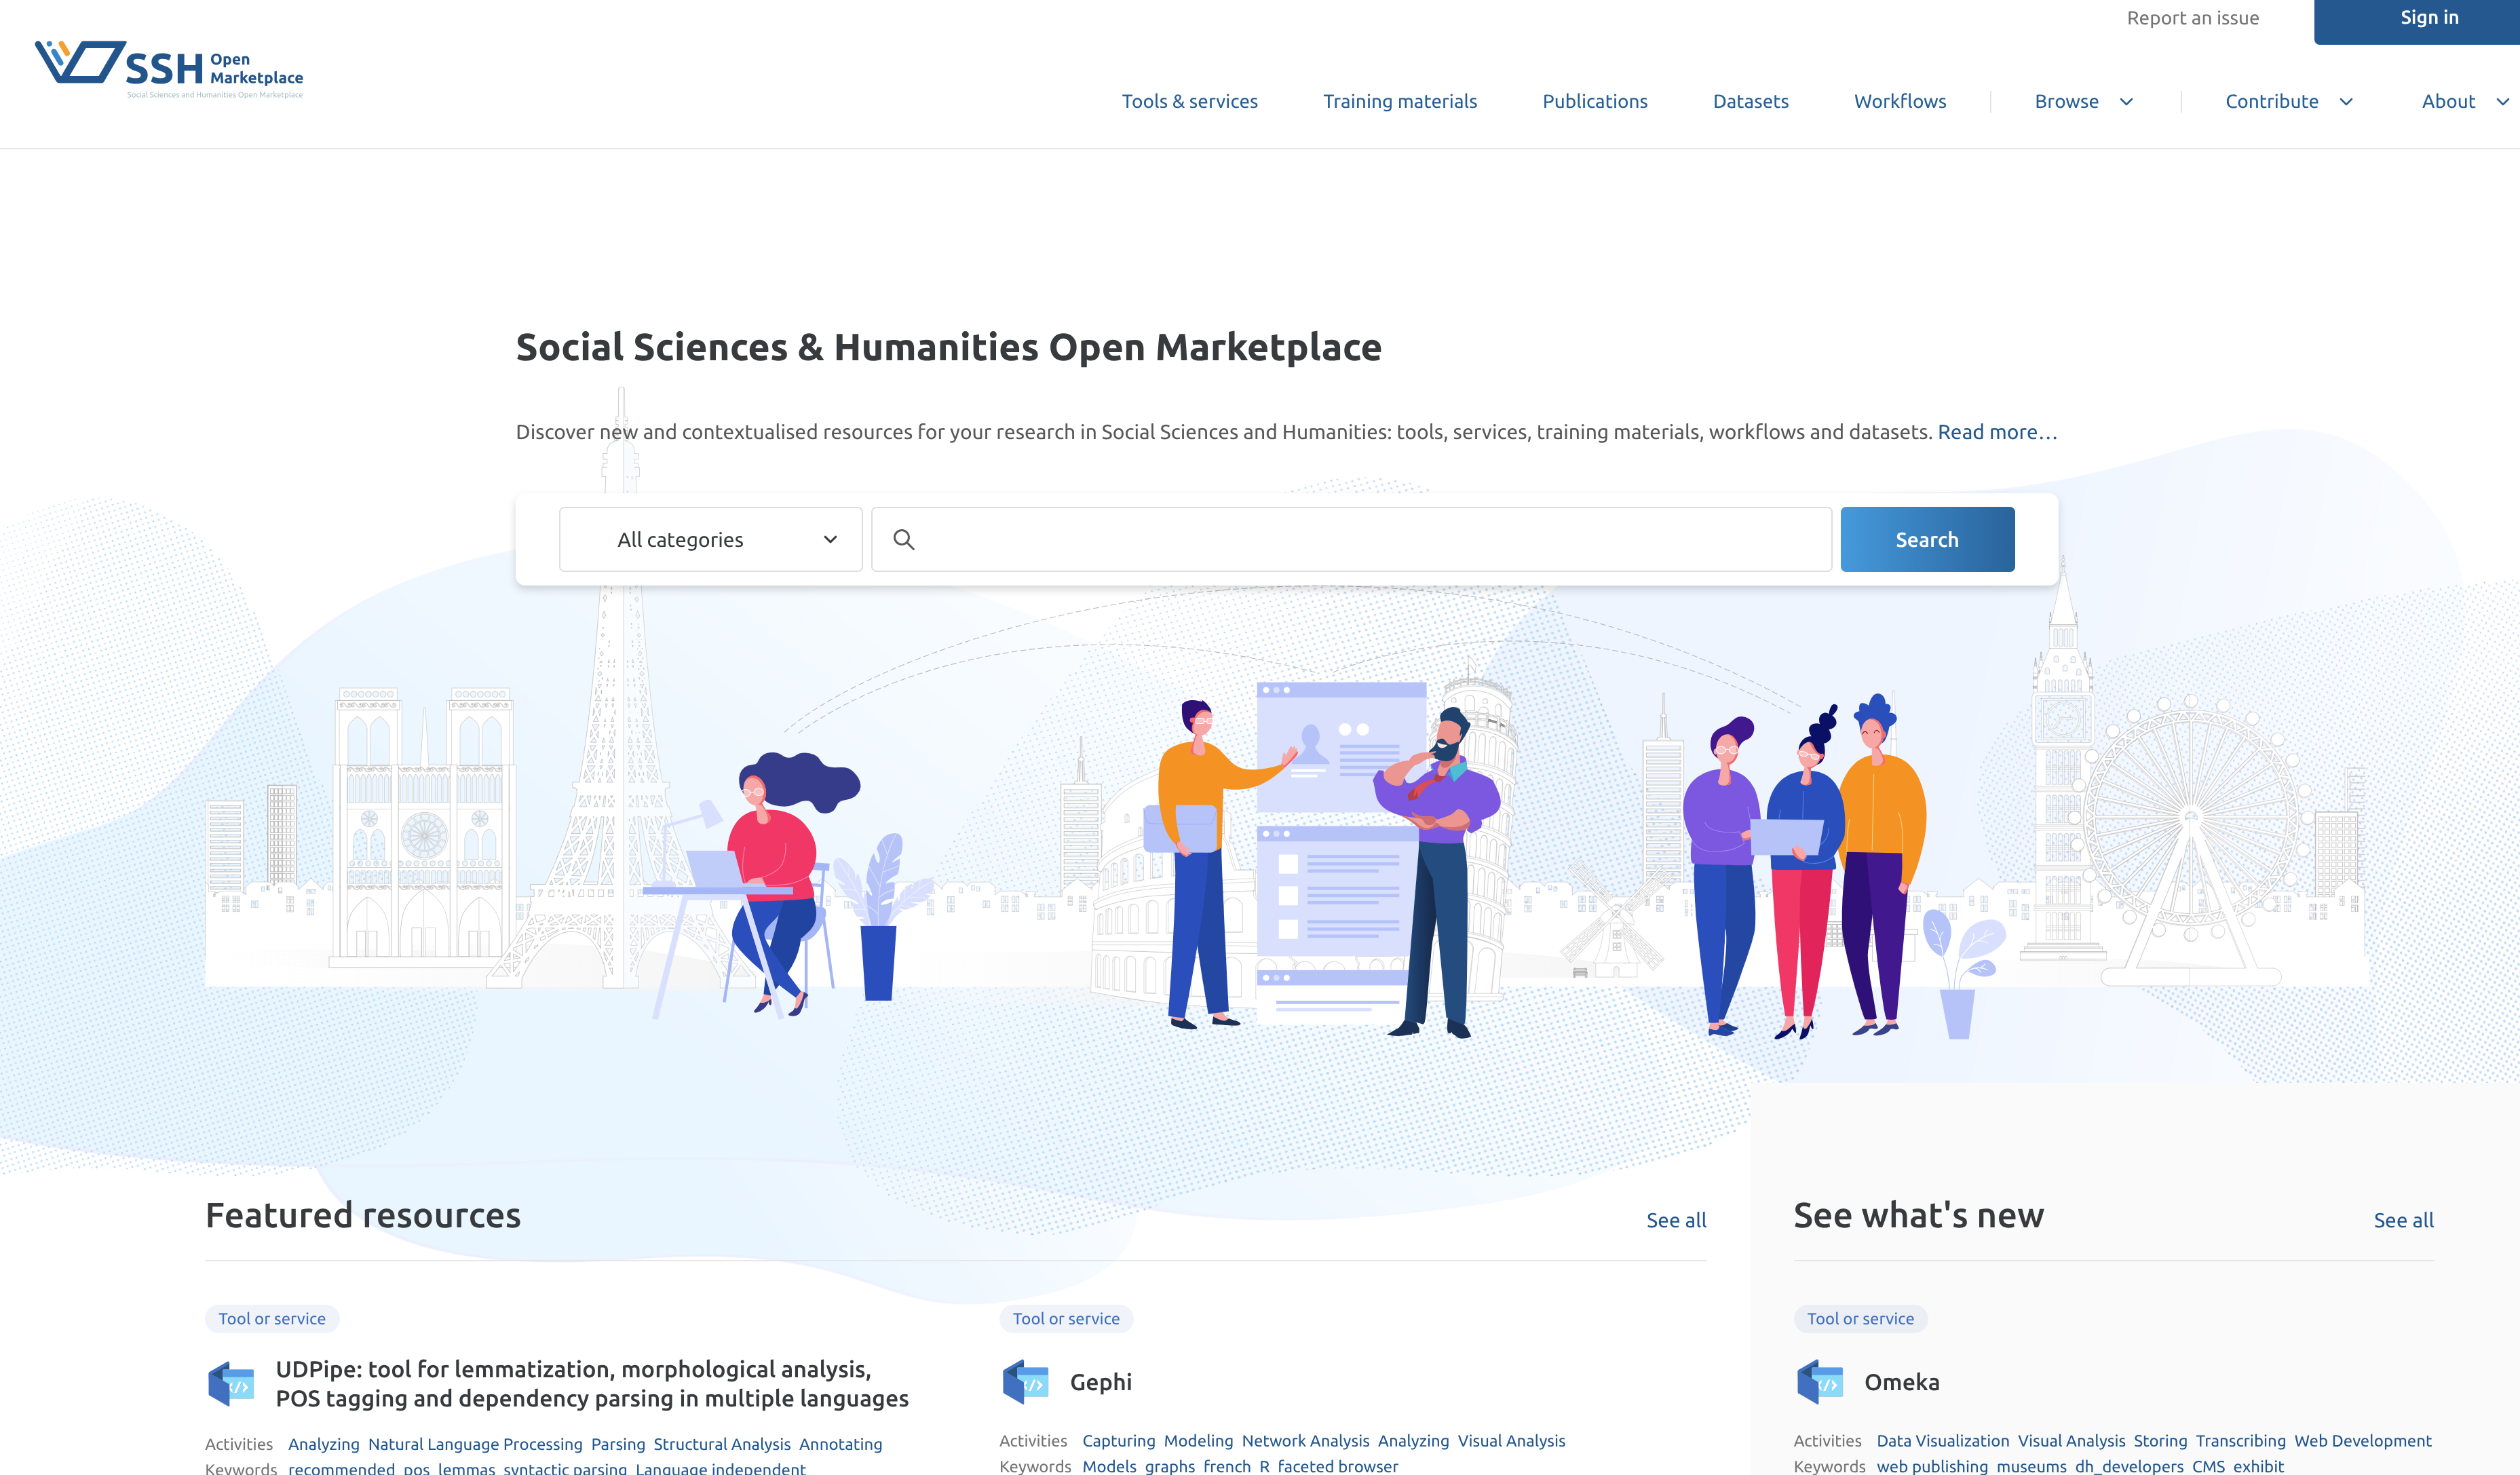 Report an issue
Sign in
SSH Open Marketplace
Social Sciences and Humanities Open Marketplace
Tools & services Training materials Publications Datasets Workflows Browse Contribute About
Social Sciences & Humanities Open Marketplace
Discover new and contextualised resources for your research in Social Sciences and Humanities: tools, services, training materials, workflows and datasets. Read more…
All categories
Search
Featured resources
See all
Tool or service
UDPipe: tool for lemmatization, morphological analysis,
POS tagging and dependency parsing in multiple languages
Activities Analyzing Natural Language Processing Parsing Structural Analysis Annotating
Keywords recommended pos lemmas syntactic parsing Language independent
Tool or service
Gephi
Activities Capturing Modeling Network Analysis Analyzing Visual Analysis
Keywords Models graphs french R faceted browser
See what's new
See all
Tool or service
Omeka
Activities Data Visualization Visual Analysis Storing Transcribing Web Development
Keywords web publishing museums dh_developers CMS exhibit